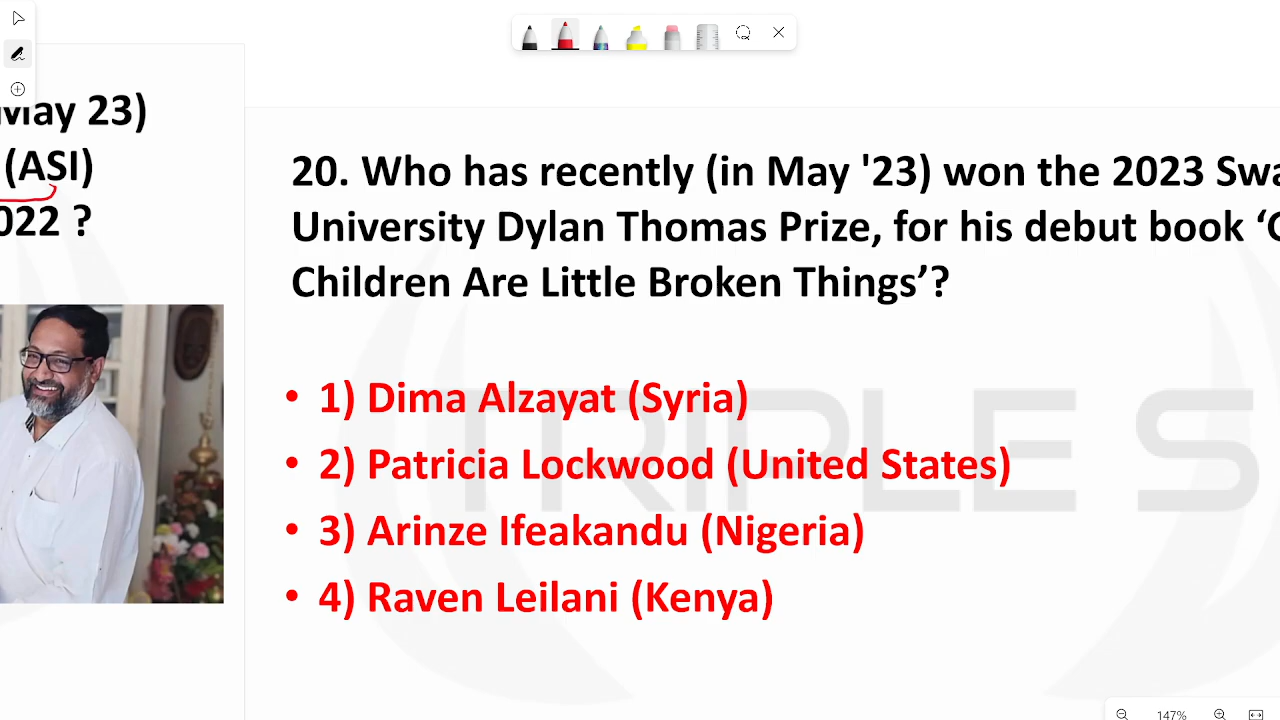 May 23)
(ASI)
022 ?
20. Who has recently (in May '23) won the 2023 Swa
University Dylan Thomas Prize, for his debut book ‘G
Children Are Little Broken Things’?
• 1) Dima Alzayat (Syria)
• 2) Patricia Lockwood (United States)
• 3) Arinze Ifeakandu (Nigeria)
• 4) Raven Leilani (Kenya)
TRIPLE S
147%